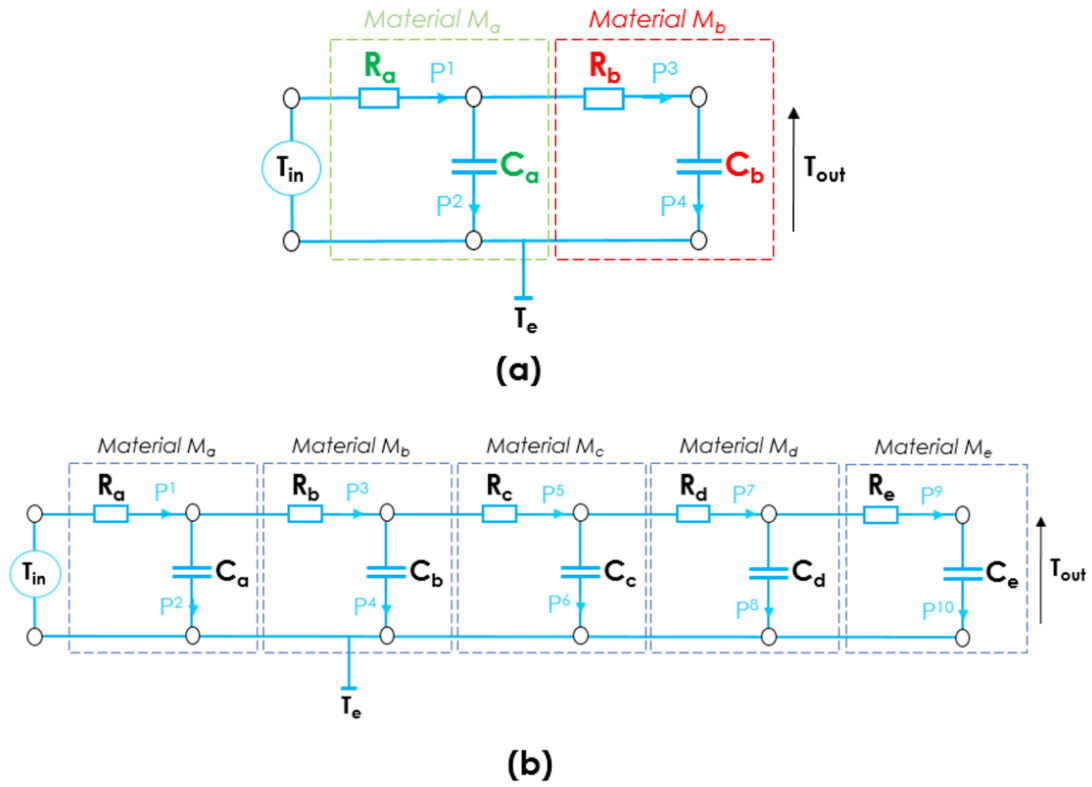 Material Ma Material Mb
Ra P1 Rb P3
Tin Ca Cb Tout
P2 P4
Te
(a)
Material Ma Material Mb Material Mc Material Md Material Me
Ra P1 Rb P3 Rc P5 Rd P7 Re P9
Tin Ca Cb Cc Cd Ce Tout
P2 P4 P6 P8 P10
Te
(b)